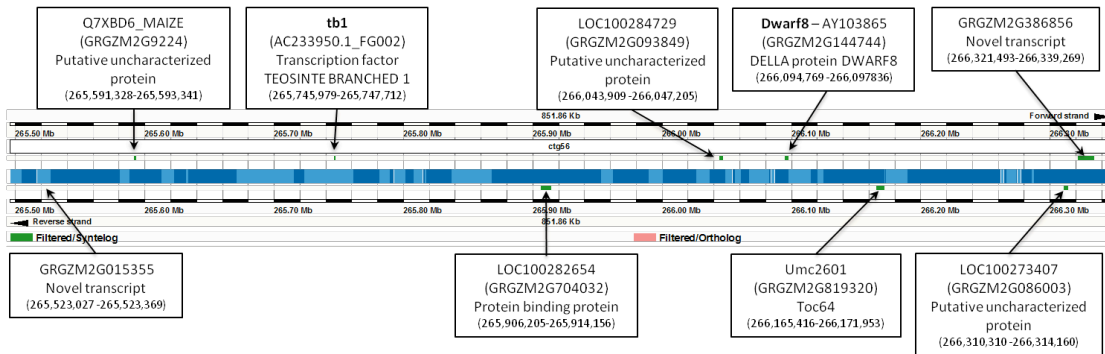 Q7XBD6_MAIZE
(GRGZM2G9224)
Putative uncharacterized
protein
(265,591,328-265,593,341)
tb1
(AC233950.1_FG002)
Transcription factor
TEOSINTE BRANCHED 1
(265,745,979-265,747,712)
LOC100284729
(GRGZM2G093849)
Putative uncharacterized
protein
(266,043,909 -266,047,205)
Dwarf8 – AY103865
(GRGZM2G144744)
DELLA protein DWARF8
(266,094,769 -266,097836)
GRGZM2G386856
Novel transcript
(266,321,493-266,339,269)
851.86 Kb
Forward strand
265.50 Mb 265.60 Mb 265.70 Mb 265.80 Mb 265.90 Mb 266.00 Mb 266.10 Mb 266.20 Mb 266.30 Mb
ctg56
265.50 Mb 265.60 Mb 265.70 Mb 265.80 Mb 265.90 Mb 266.00 Mb 266.10 Mb 266.20 Mb 266.30 Mb
Reverse strand
851.86 Kb
Filtered/Syntelog
Filtered/Ortholog
GRGZM2G015355
Novel transcript
(265,523,027 -265,523,369)
LOC100282654
(GRGZM2G704032)
Protein binding protein
(265,906,205-265,914,156)
Umc2601
(GRGZM2G819320)
Toc64
(266,165,416 -266,171,953)
LOC100273407
(GRGZM2G086003)
Putative uncharacterized
protein
(266,310,310 -266,314,160)